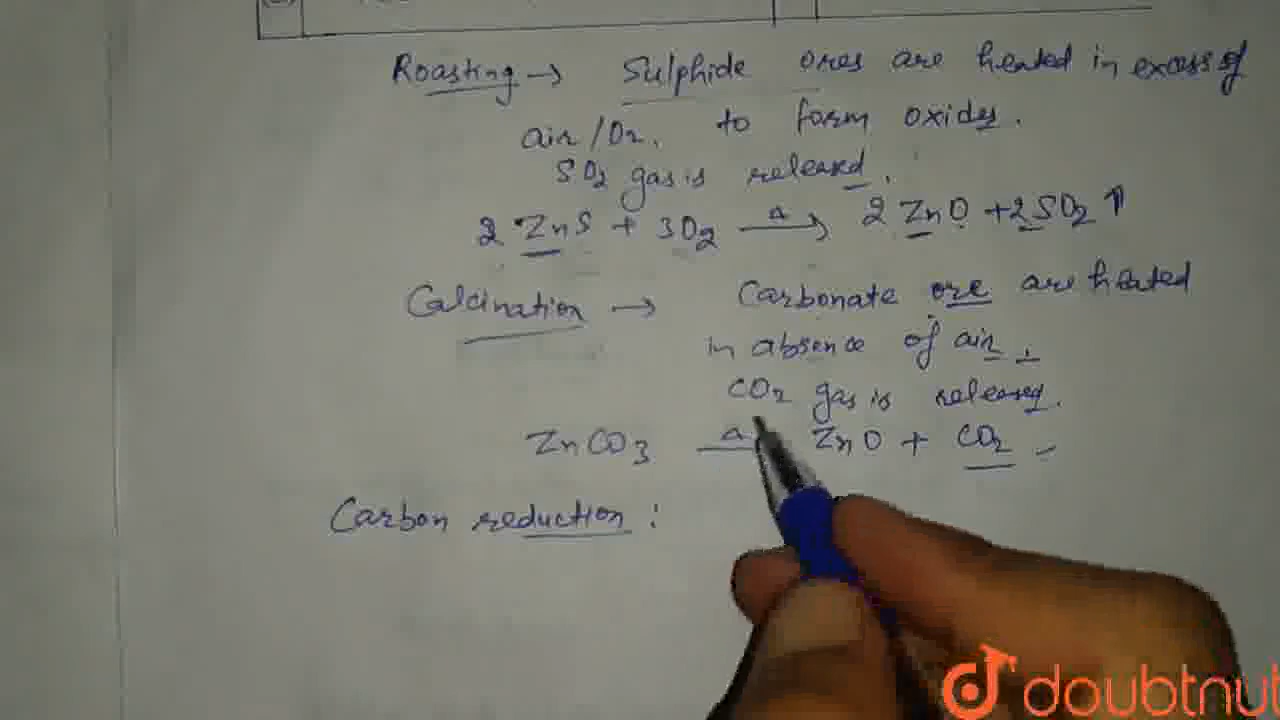 Roasting → Sulphide ores are heated in excess of
air/O2, to form oxides.
SO2 gas is released.
2 ZnS + 3O2 —Δ→ 2 ZnO + 2SO2 ↑
Calcination → Carbonate ore are heated
in absence of air.
CO2 gas is released.
ZnCO3 —Δ ZnO + CO2
Carbon reduction :
doubtnut